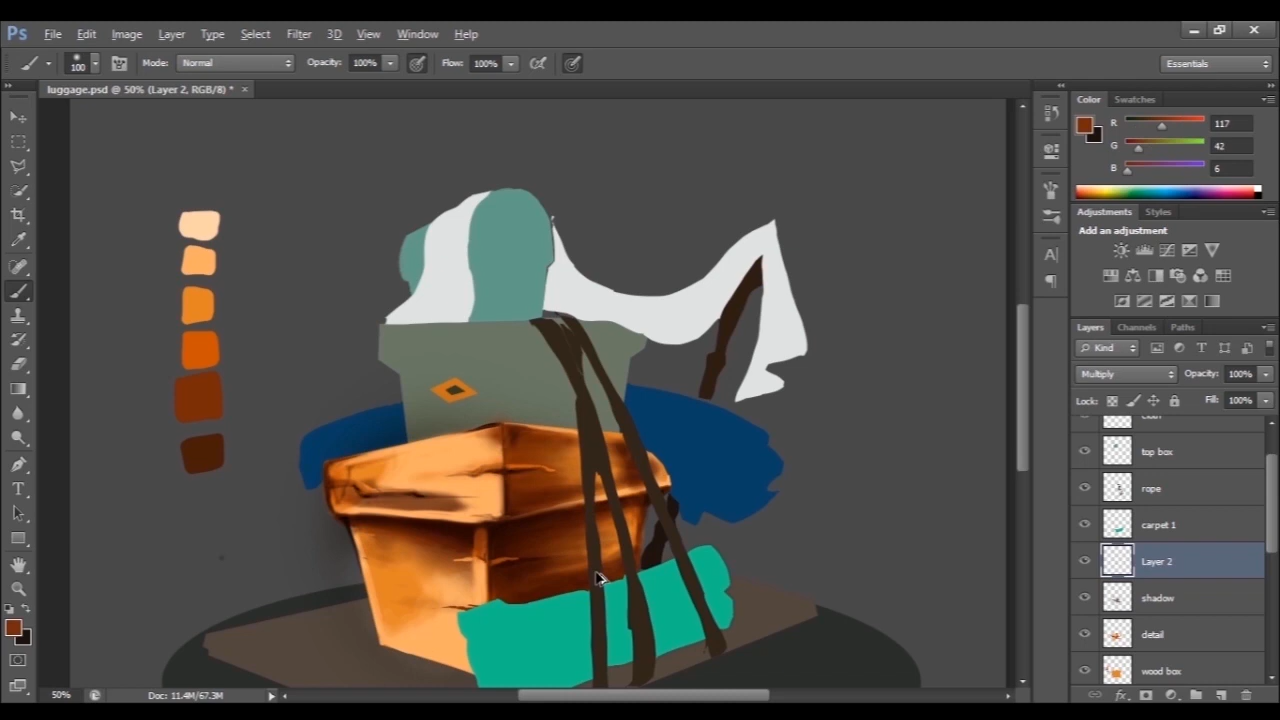 Ps File Edit Image Layer Type Select Filter 3D View Window Help
100 Mode: Normal Opacity: 100% Flow: 100% Essentials
luggage.psd @ 50% (Layer 2, RGB/8) * ×
Color Swatches
R 117
G 42
B 6
Adjustments Styles
Add an adjustment
Layers Channels Paths
Kind
Multiply Opacity: 100%
Lock: Fill: 100%
top box
rope
carpet 1
Layer 2
shadow
detail
wood box
50% Doc: 11.4M/67.3M